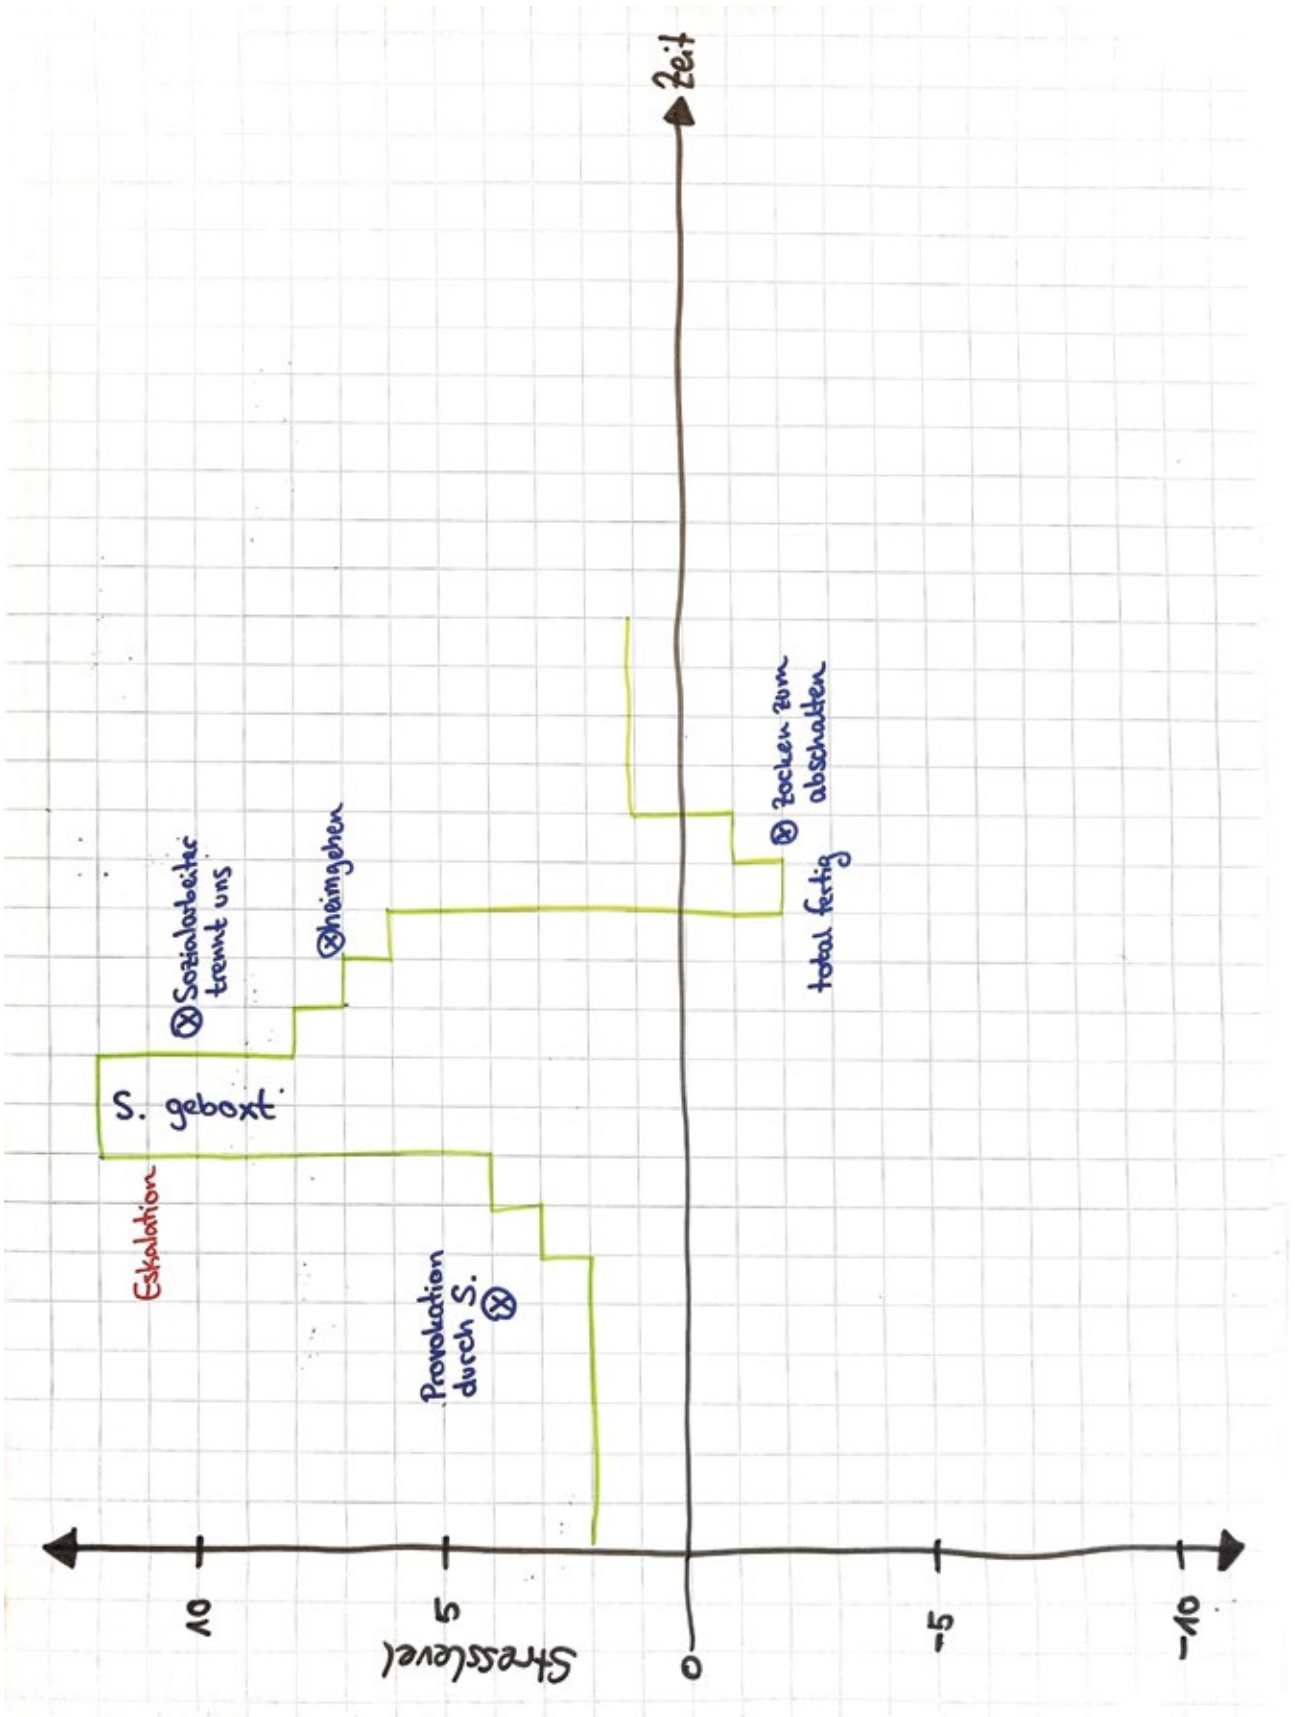 Zeit
Stresslevel
10
5
0
-5
-10
Eskalation
S. geboxt
Provokation
durch S.
Sozialarbeiter
trennt uns
heimgehen
total fertig
Zocken zum
abschalten